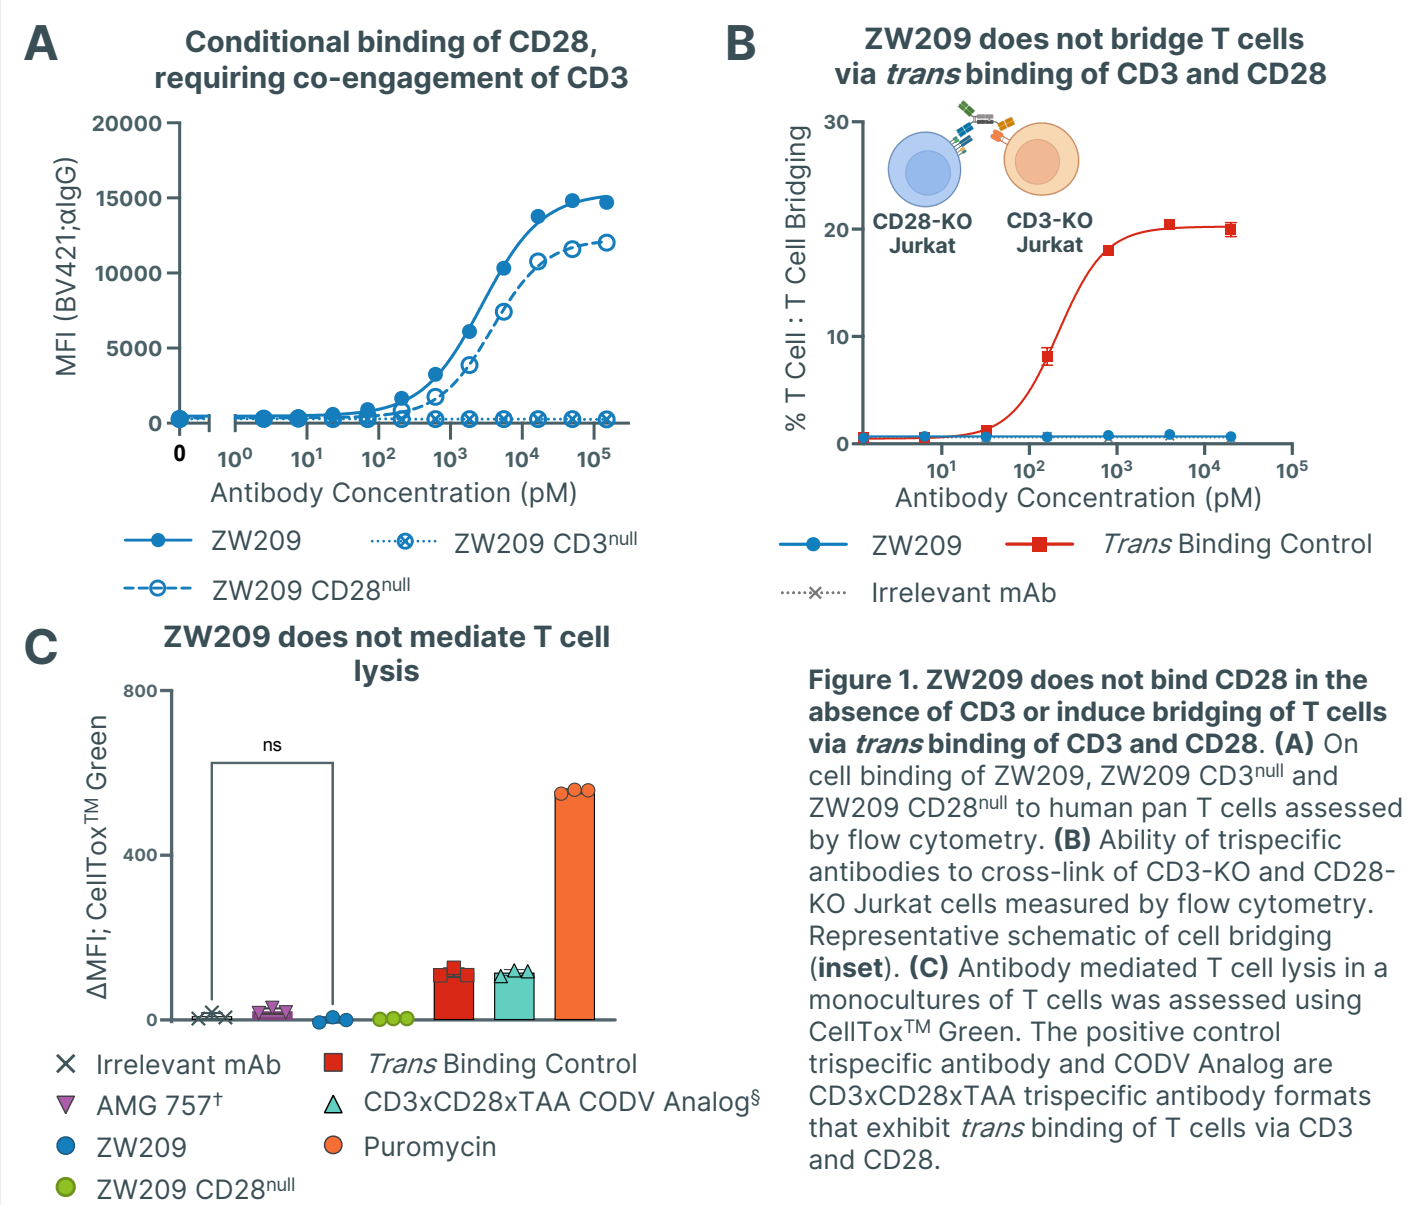 A
Conditional binding of CD28,
requiring co-engagement of CD3
20000
15000
10000
5000
0
MFI (BV421;αIgG)
0
10⁰
10¹
10²
10³
10⁴
10⁵
Antibody Concentration (pM)
ZW209
ZW209 CD3ⁿᵘˡˡ
ZW209 CD28ⁿᵘˡˡ
B
ZW209 does not bridge T cells
via trans binding of CD3 and CD28
30
20
10
0
% T Cell : T Cell Bridging
CD28-KO
Jurkat
CD3-KO
Jurkat
10¹
10²
10³
10⁴
10⁵
Antibody Concentration (pM)
ZW209
Trans Binding Control
Irrelevant mAb
C
ZW209 does not mediate T cell
lysis
800
400
0
ΔMFI; CellTox™ Green
ns
Irrelevant mAb
AMG 757†
ZW209
ZW209 CD28ⁿᵘˡˡ
Trans Binding Control
CD3xCD28xTAA CODV Analog§
Puromycin
Figure 1. ZW209 does not bind CD28 in the
absence of CD3 or induce bridging of T cells
via trans binding of CD3 and CD28. (A) On
cell binding of ZW209, ZW209 CD3ⁿᵘˡˡ and
ZW209 CD28ⁿᵘˡˡ to human pan T cells assessed
by flow cytometry. (B) Ability of trispecific
antibodies to cross-link of CD3-KO and CD28-
KO Jurkat cells measured by flow cytometry.
Representative schematic of cell bridging
(inset). (C) Antibody mediated T cell lysis in a
monocultures of T cells was assessed using
CellTox™ Green. The positive control
trispecific antibody and CODV Analog are
CD3xCD28xTAA trispecific antibody formats
that exhibit trans binding of T cells via CD3
and CD28.